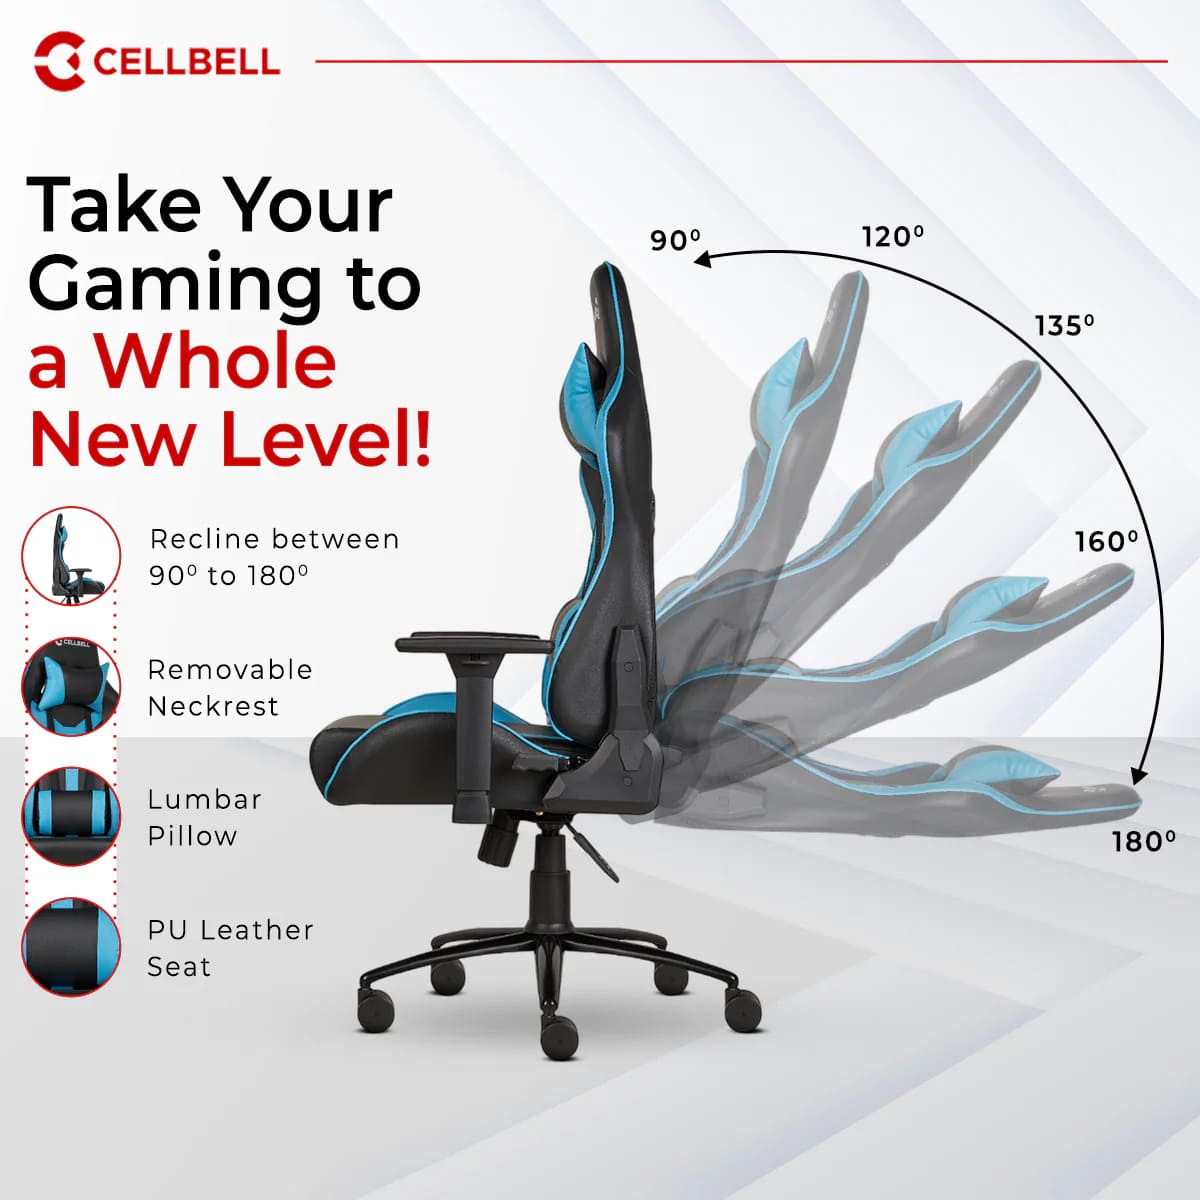 CELLBELL
Take Your
Gaming to
a Whole
New Level!
90⁰
120⁰
135⁰
160⁰
180⁰
Recline between
90⁰ to 180⁰
CELLBELL
Removable
Neckrest
Lumbar
Pillow
PU Leather
Seat